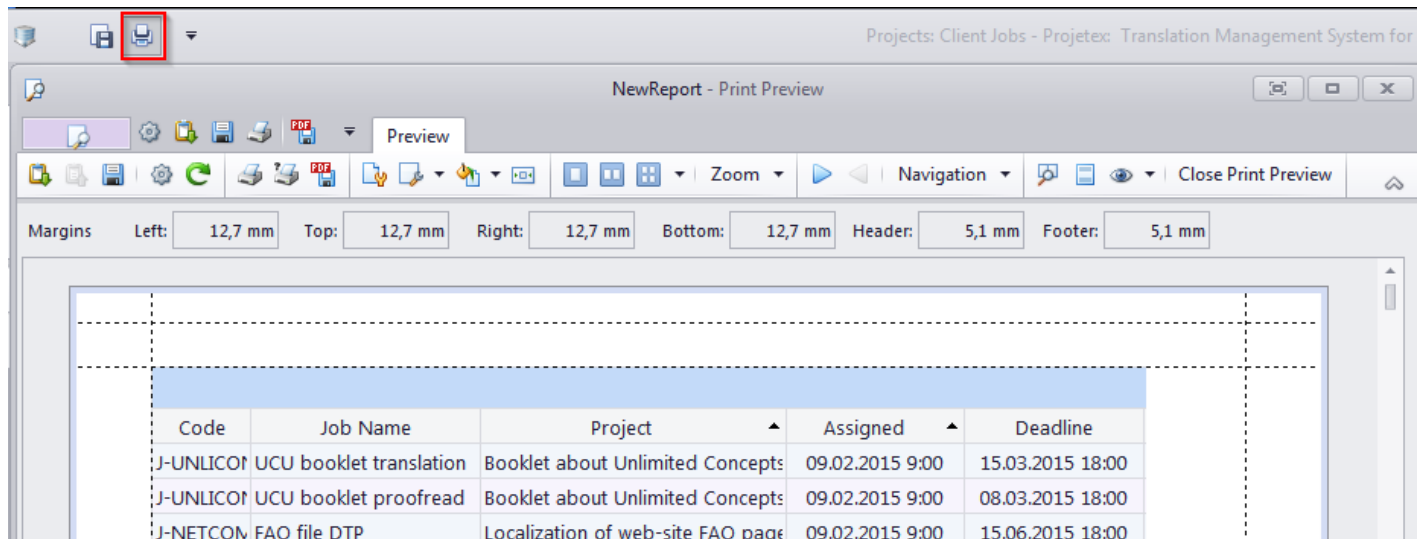 Projects: Client Jobs - Projetex: Translation Management System for
NewReport - Print Preview
PDF Preview
PDF Zoom Navigation Close Print Preview
Margins Left: 12,7 mm Top: 12,7 mm Right: 12,7 mm Bottom: 12,7 mm Header: 5,1 mm Footer: 5,1 mm
Code Job Name Project Assigned Deadline
J-UNLICON UCU booklet translation Booklet about Unlimited Concepts 09.02.2015 9:00 15.03.2015 18:00
J-UNLICON UCU booklet proofread Booklet about Unlimited Concepts 09.02.2015 9:00 08.03.2015 18:00
J-NETCOM FAQ file DTP Localization of web-site FAQ page 09.02.2015 9:00 15.06.2015 18:00